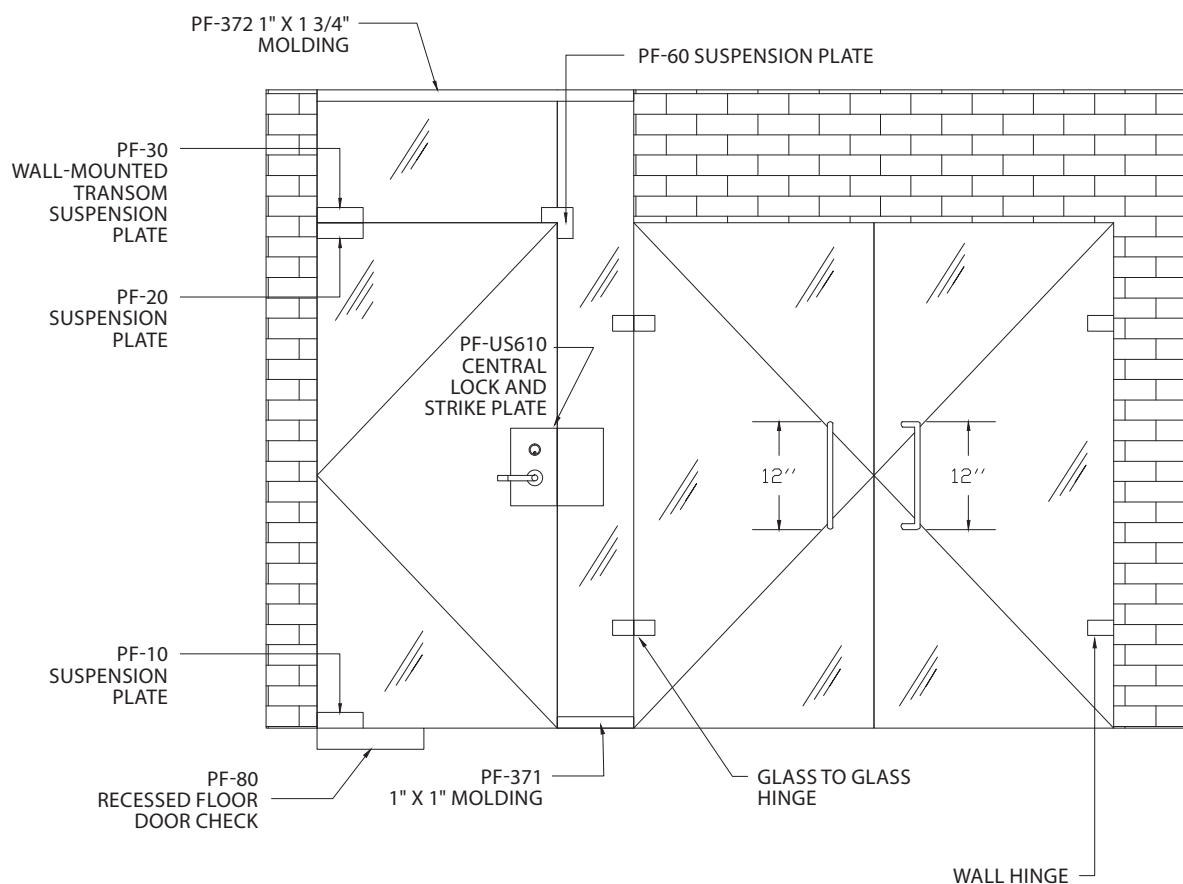 PF-372 1" X 1 3/4"
MOLDING
PF-60 SUSPENSION PLATE
PF-30
WALL-MOUNTED
TRANSOM
SUSPENSION
PLATE
PF-20
SUSPENSION
PLATE
PF-US610
CENTRAL
LOCK AND
STRIKE PLATE
12′′
12′′
PF-10
SUSPENSION
PLATE
PF-80
RECESSED FLOOR
DOOR CHECK
PF-371
1" X 1" MOLDING
GLASS TO GLASS
HINGE
WALL HINGE